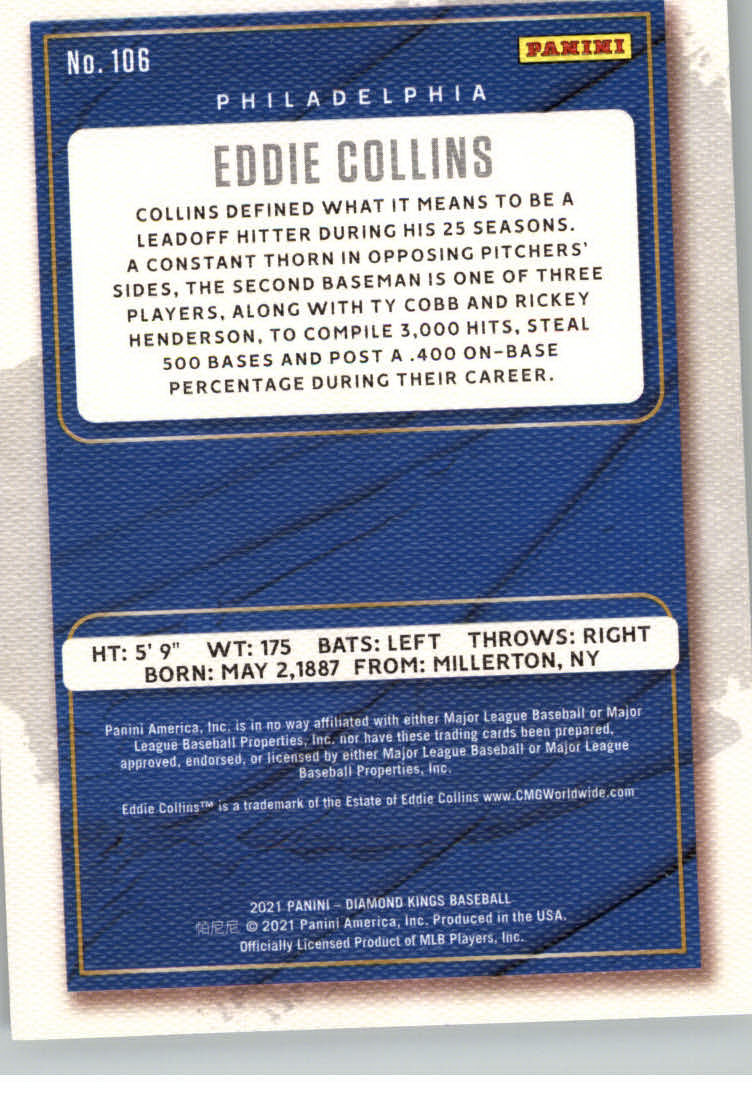 No. 106
PANINI
PHILADELPHIA
EDDIE COLLINS
COLLINS DEFINED WHAT IT MEANS TO BE A
LEADOFF HITTER DURING HIS 25 SEASONS.
A CONSTANT THORN IN OPPOSING PITCHERS'
SIDES, THE SECOND BASEMAN IS ONE OF THREE
PLAYERS, ALONG WITH TY COBB AND RICKEY
HENDERSON, TO COMPILE 3,000 HITS, STEAL
500 BASES AND POST A .400 ON-BASE
PERCENTAGE DURING THEIR CAREER.
HT: 5' 9" WT: 175 BATS: LEFT THROWS: RIGHT
BORN: MAY 2,1887 FROM: MILLERTON, NY
Panini America, Inc. is in no way affiliated with either Major League Baseball or Major
League Baseball Properties, Inc. nor have these trading cards been prepared,
approved, endorsed, or licensed by either Major League Baseball or Major League
Baseball Properties, Inc.
Eddie Collins™ is a trademark of the Estate of Eddie Collins www.CMGWorldwide.com
2021 PANINI – DIAMOND KINGS BASEBALL
帕尼尼 © 2021 Panini America, Inc. Produced in the USA.
Officially Licensed Product of MLB Players, Inc.